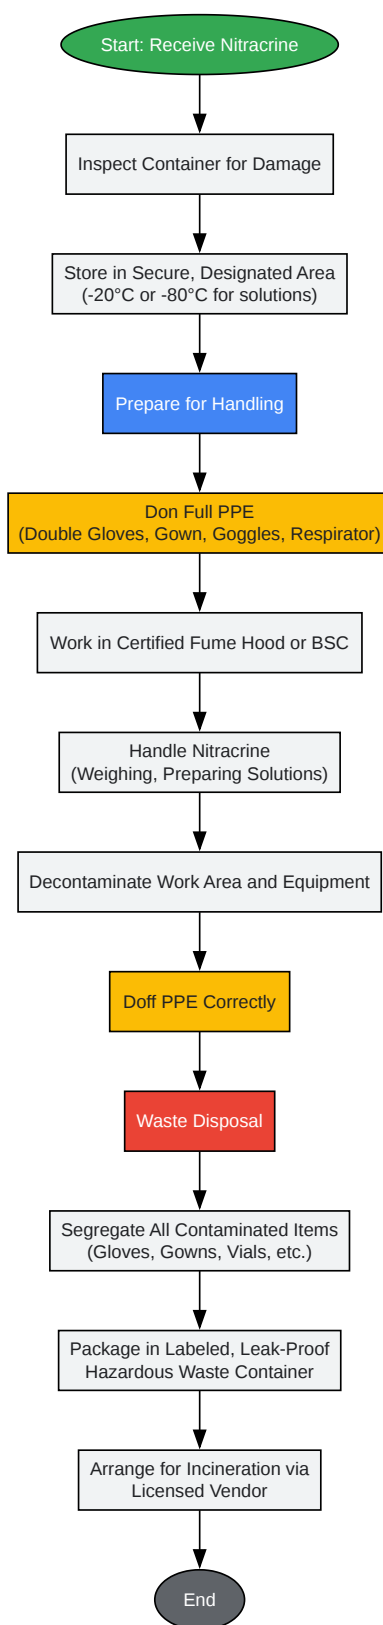 Start: Receive Nitracrine
Inspect Container for Damage
Store in Secure, Designated Area
(-20°C or -80°C for solutions)
Prepare for Handling
Don Full PPE
(Double Gloves, Gown, Goggles, Respirator)
Work in Certified Fume Hood or BSC
Handle Nitracrine
(Weighing, Preparing Solutions)
Decontaminate Work Area and Equipment
Doff PPE Correctly
Waste Disposal
Segregate All Contaminated Items
(Gloves, Gowns, Vials, etc.)
Package in Labeled, Leak-Proof
Hazardous Waste Container
Arrange for Incineration via
Licensed Vendor
End